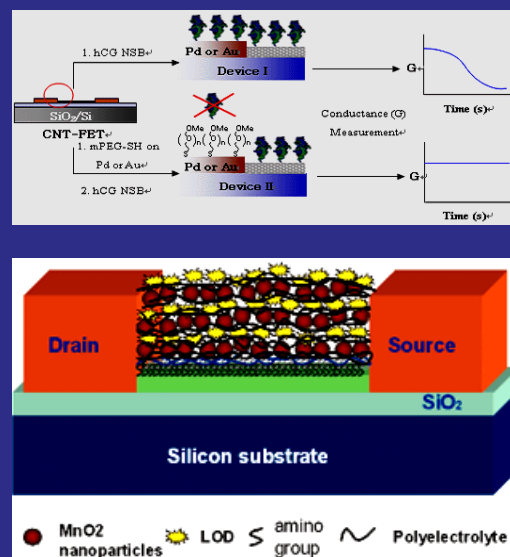 1. hCG NSB
Pd or Au
Device I
G
Time (s)
SiO2/Si
CNT-FET
1. mPEG-SH on
Pd or Au
2. hCG NSB
OMe
(O)n(O)n(O)n
S S S
Pd or Au
Device II
Conductance (G)
Measurement
G
Time (s)
Drain
Source
SiO2
Silicon substrate
MnO2 nanoparticles
LOD
amino group
Polyelectrolyte